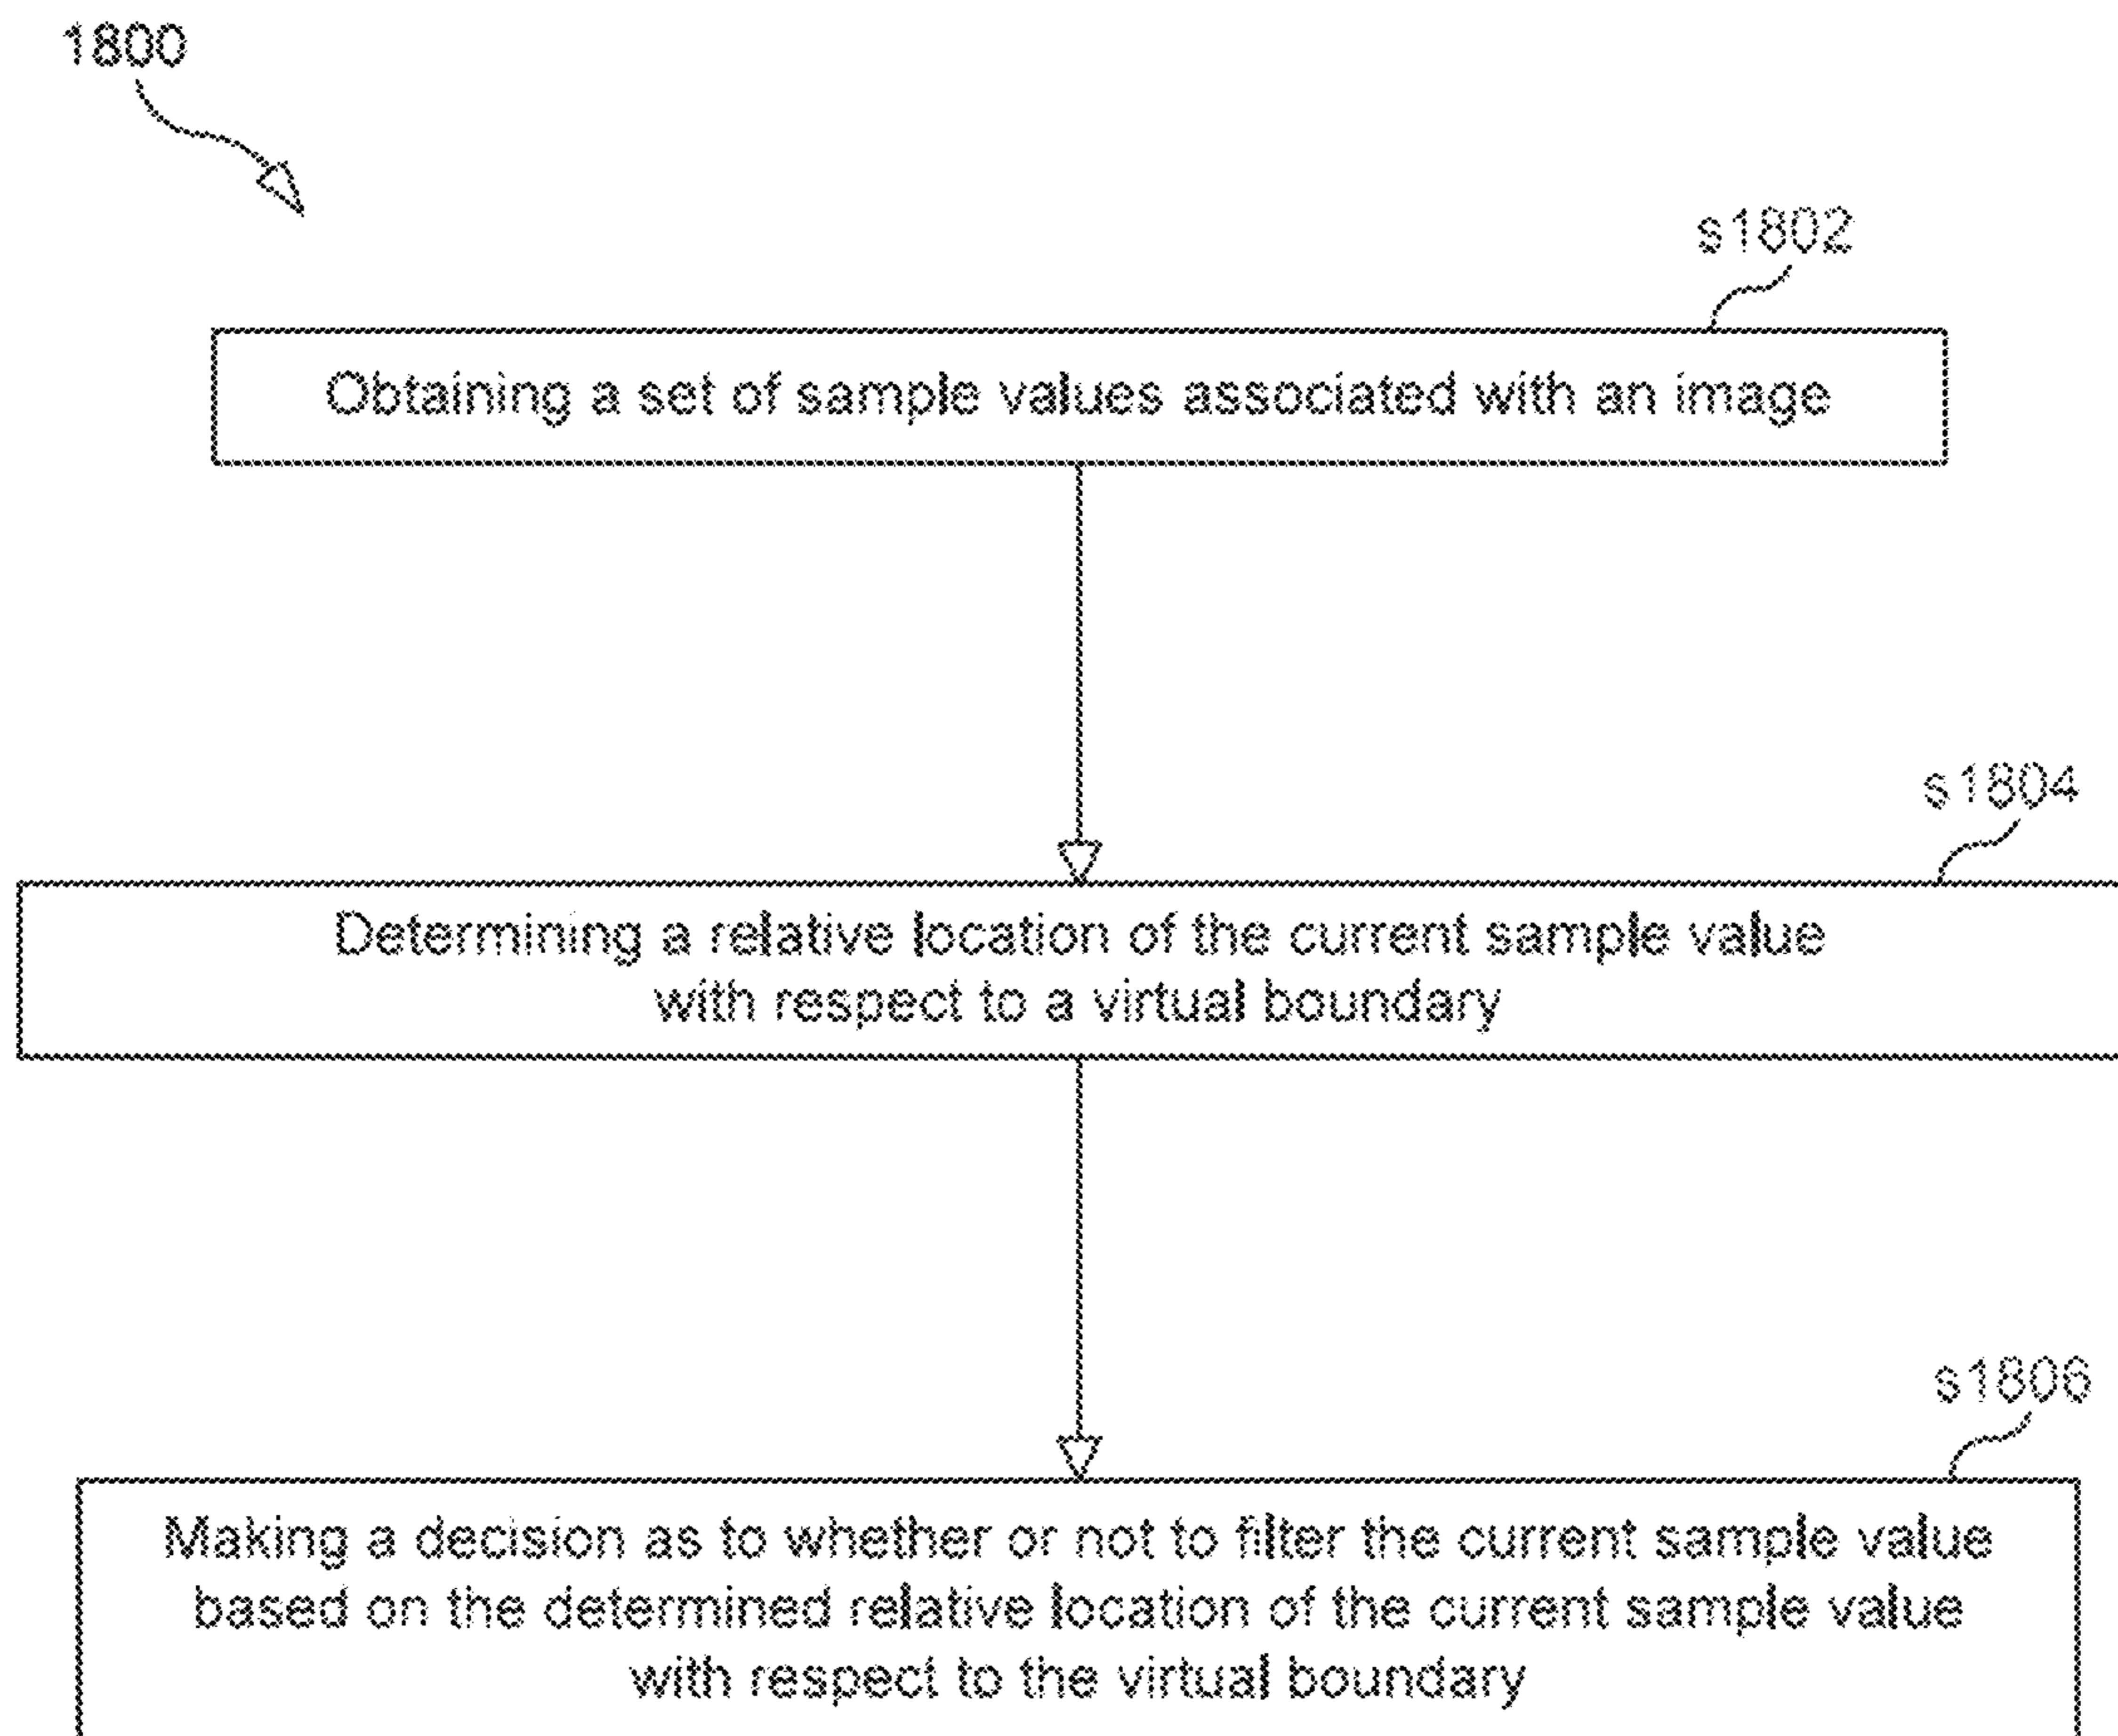 1800
s1802
Obtaining a set of sample values associated with an image
s1804
Determining a relative location of the current sample value
with respect to a virtual boundary
s1806
Making a decision as to whether or not to filter the current sample value
based on the determined relative location of the current sample value
with respect to the virtual boundary